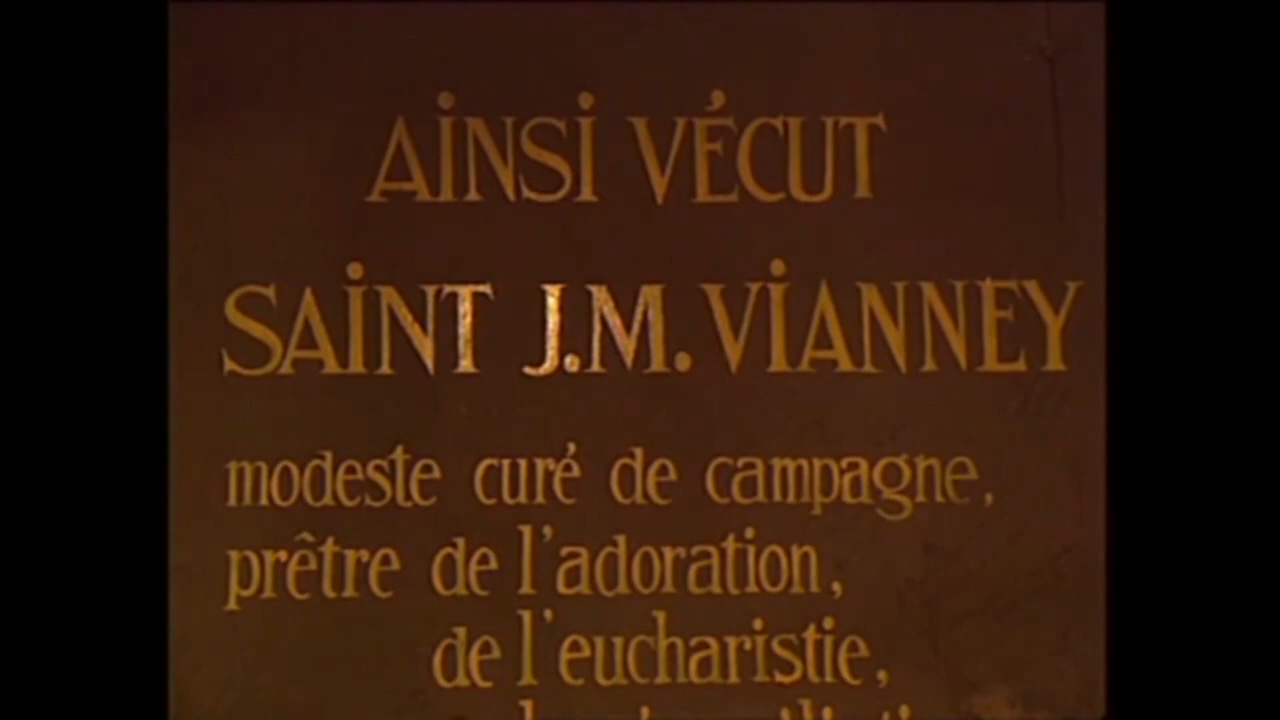 AINSI VÉCUT
SAINT J.M. VIANNEY
modeste curé de campagne,
prêtre de l'adoration,
de l'eucharistie,